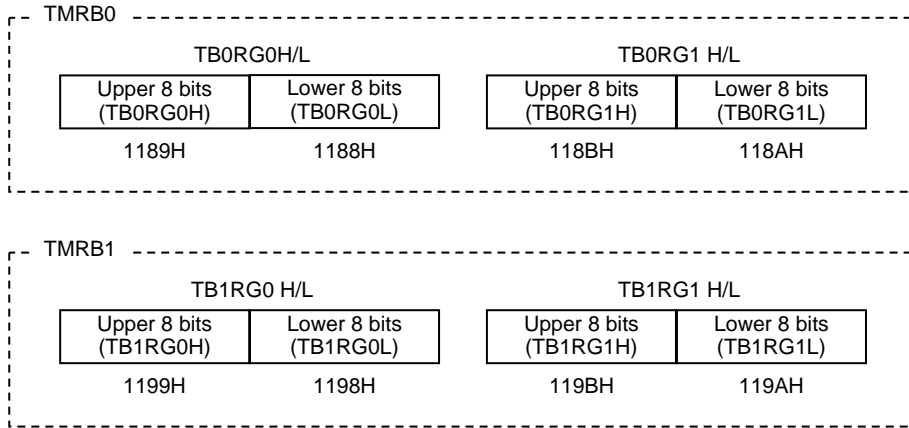 TMRB0
TB0RG0H/L TB0RG1 H/L
Upper 8 bits Lower 8 bits Upper 8 bits Lower 8 bits
(TB0RG0H) (TB0RG0L) (TB0RG1H) (TB0RG1L)
1189H 1188H 118BH 118AH
TMRB1
TB1RG0 H/L TB1RG1 H/L
Upper 8 bits Lower 8 bits Upper 8 bits Lower 8 bits
(TB1RG0H) (TB1RG0L) (TB1RG1H) (TB1RG1L)
1199H 1198H 119BH 119AH